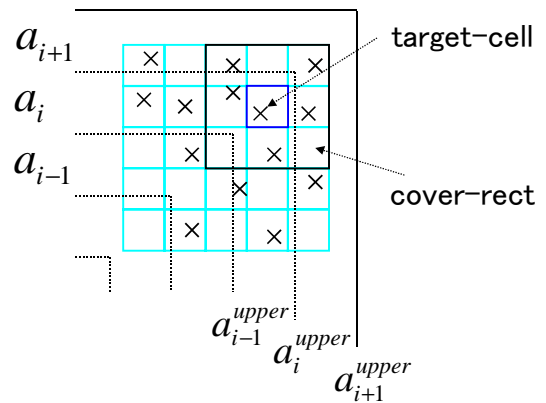 a_{i+1}
target-cell
a_i
a_{i-1}
cover-rect
a_{i-1}^{upper}
a_i^{upper}
a_{i+1}^{upper}